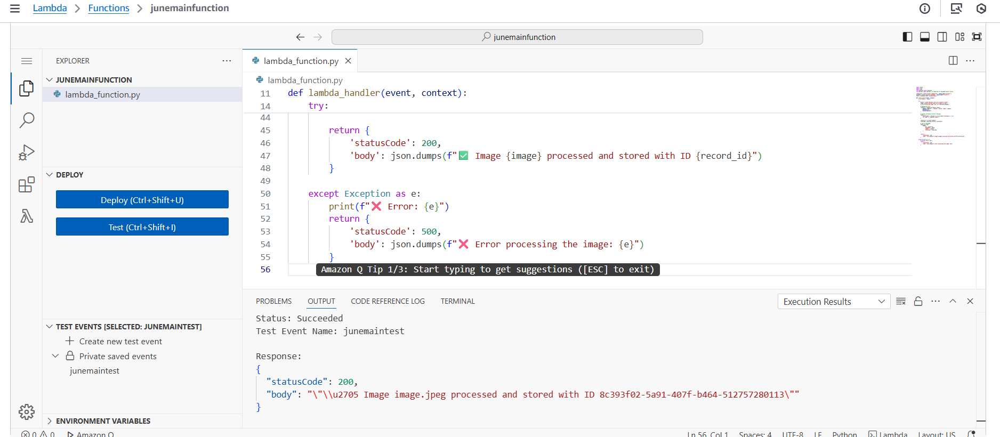 Lambda > Functions > junemainfunction
junemainfunction
EXPLORER
JUNEMAINFUNCTION
lambda_function.py
DEPLOY
Deploy (Ctrl+Shift+U)
Test (Ctrl+Shift+I)
TEST EVENTS [SELECTED: JUNEMAINTEST]
Create new test event
Private saved events
junemaintest
ENVIRONMENT VARIABLES
lambda_function.py
lambda_function.py
11 def lambda_handler(event, context):
14 try:
44
45 return {
46 'statusCode': 200,
47 'body': json.dumps(f"✅ Image {image} processed and stored with ID {record_id}")
48 }
49
50 except Exception as e:
51 print(f"❌ Error: {e}")
52 return {
53 'statusCode': 500,
54 'body': json.dumps(f"❌ Error processing the image: {e}")
55 }
56 Amazon Q Tip 1/3: Start typing to get suggestions ([ESC] to exit)
PROBLEMS OUTPUT CODE REFERENCE LOG TERMINAL Execution Results
Status: Succeeded
Test Event Name: junemaintest
Response:
{
"statusCode": 200,
"body": "\"\\u2705 Image image.jpeg processed and stored with ID 8c393f02-5a91-407f-b464-512757280113\""
}
0 0 Amazon Q Ln 56, Col 1 Spaces: 4 UTF-8 LF Python Lambda Layout: US